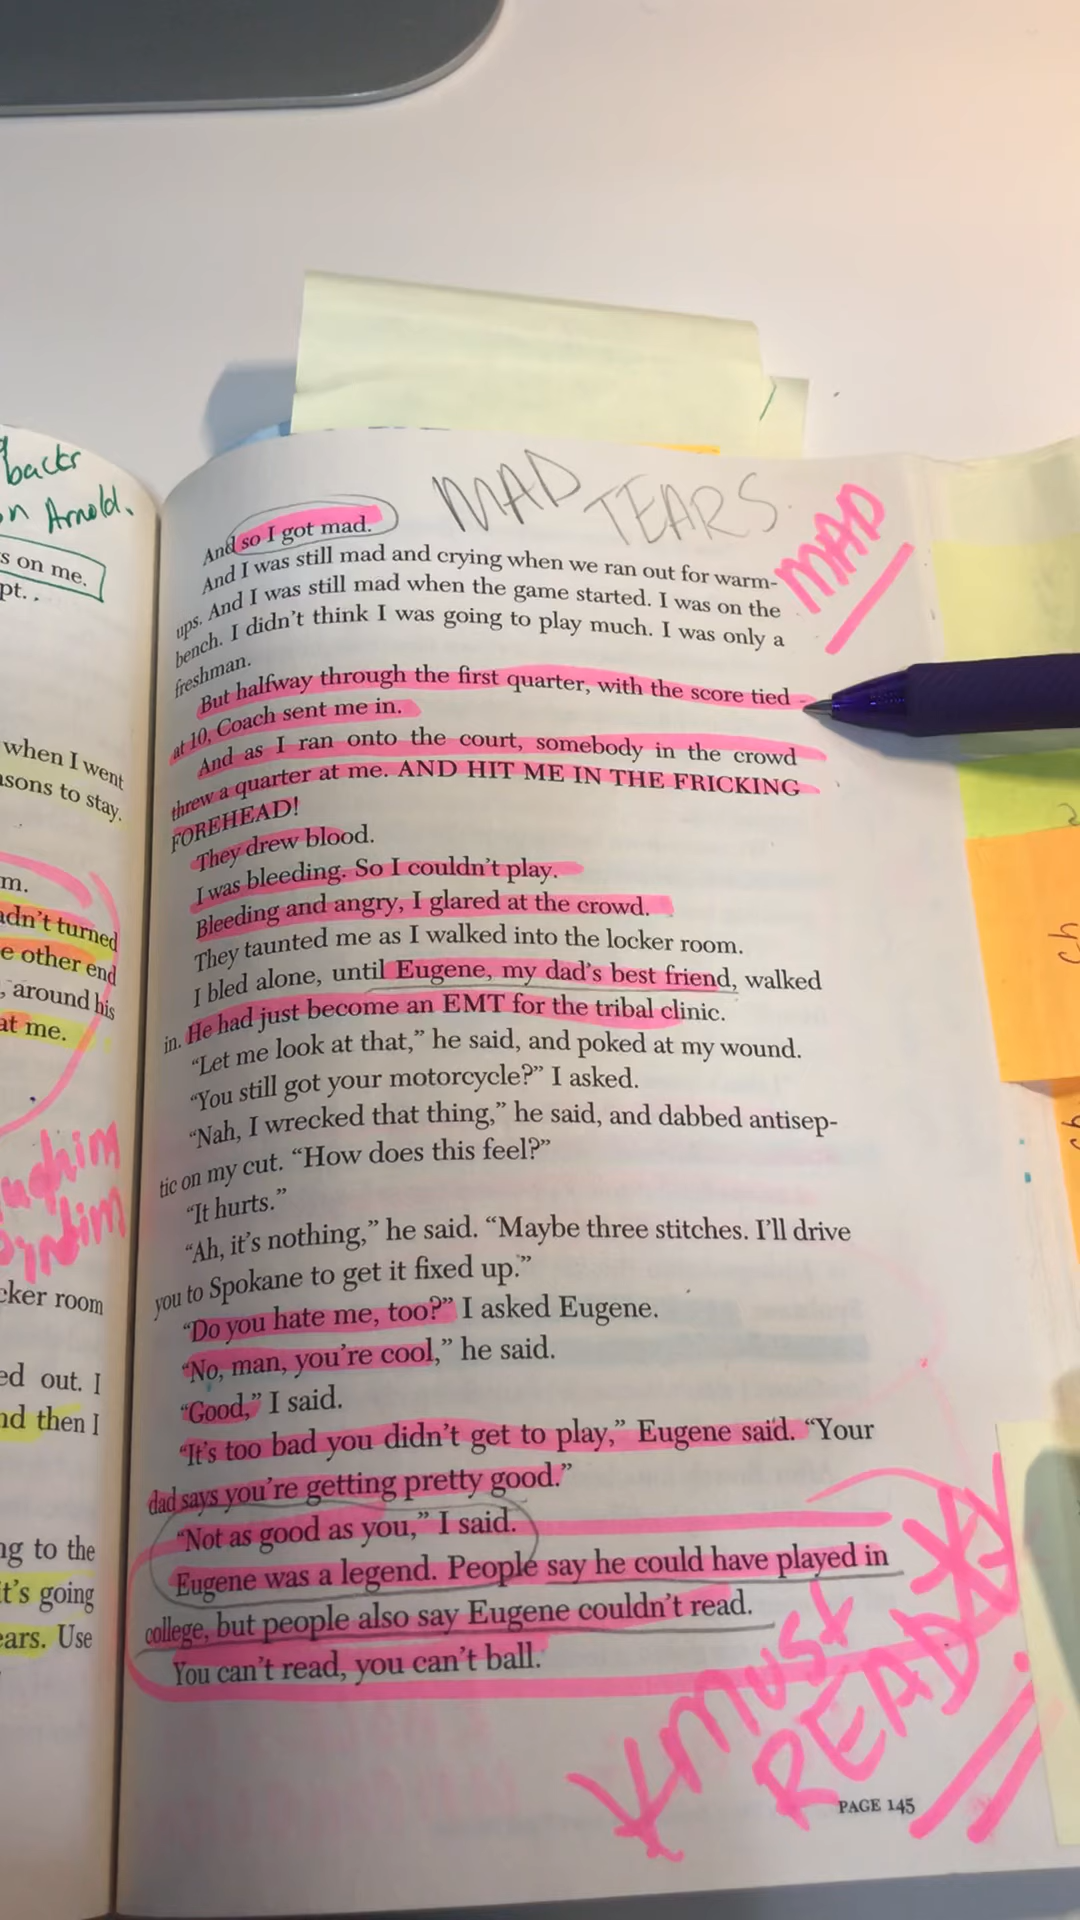 backs
on Arnold.
s on me.
pt. .
when I went
asons to stay.
m.
adn't turned
e other end
, around his
at me.
cker room
ed out. I
nd then I
ng to the
it's going
ears. Use
MAD TEARS
MAD
And so I got mad.
And I was still mad and crying when we ran out for warm-
ups. And I was still mad when the game started. I was on the
bench. I didn't think I was going to play much. I was only a
freshman.
But halfway through the first quarter, with the score tied
at 10, Coach sent me in.
And as I ran onto the court, somebody in the crowd
threw a quarter at me. AND HIT ME IN THE FRICKING
FOREHEAD!
They drew blood.
I was bleeding. So I couldn't play.
Bleeding and angry, I glared at the crowd.
They taunted me as I walked into the locker room.
I bled alone, until Eugene, my dad's best friend, walked
in. He had just become an EMT for the tribal clinic.
"Let me look at that," he said, and poked at my wound.
"You still got your motorcycle?" I asked.
"Nah, I wrecked that thing," he said, and dabbed antisep-
tic on my cut. "How does this feel?"
"It hurts."
"Ah, it's nothing," he said. "Maybe three stitches. I'll drive
you to Spokane to get it fixed up."
"Do you hate me, too?" I asked Eugene.
"No, man, you're cool," he said.
"Good," I said.
"It's too bad you didn't get to play," Eugene said. "Your
dad says you're getting pretty good."
"Not as good as you," I said.
Eugene was a legend. People say he could have played in
college, but people also say Eugene couldn't read.
You can't read, you can't ball.
must
READ
PAGE 145
ch
ch